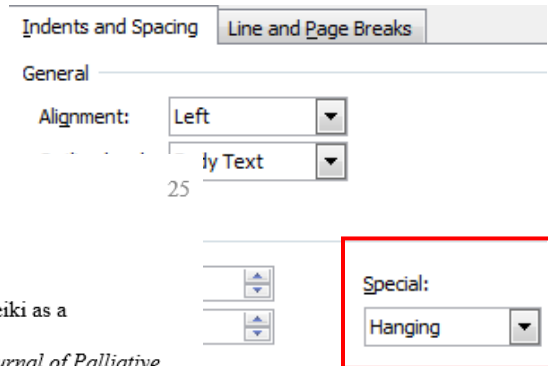 Indents and Spacing
Line and Page Breaks
General
Alignment:
Left
dy Text
25
Special:
eiki as a
Hanging
urnal of Palliative